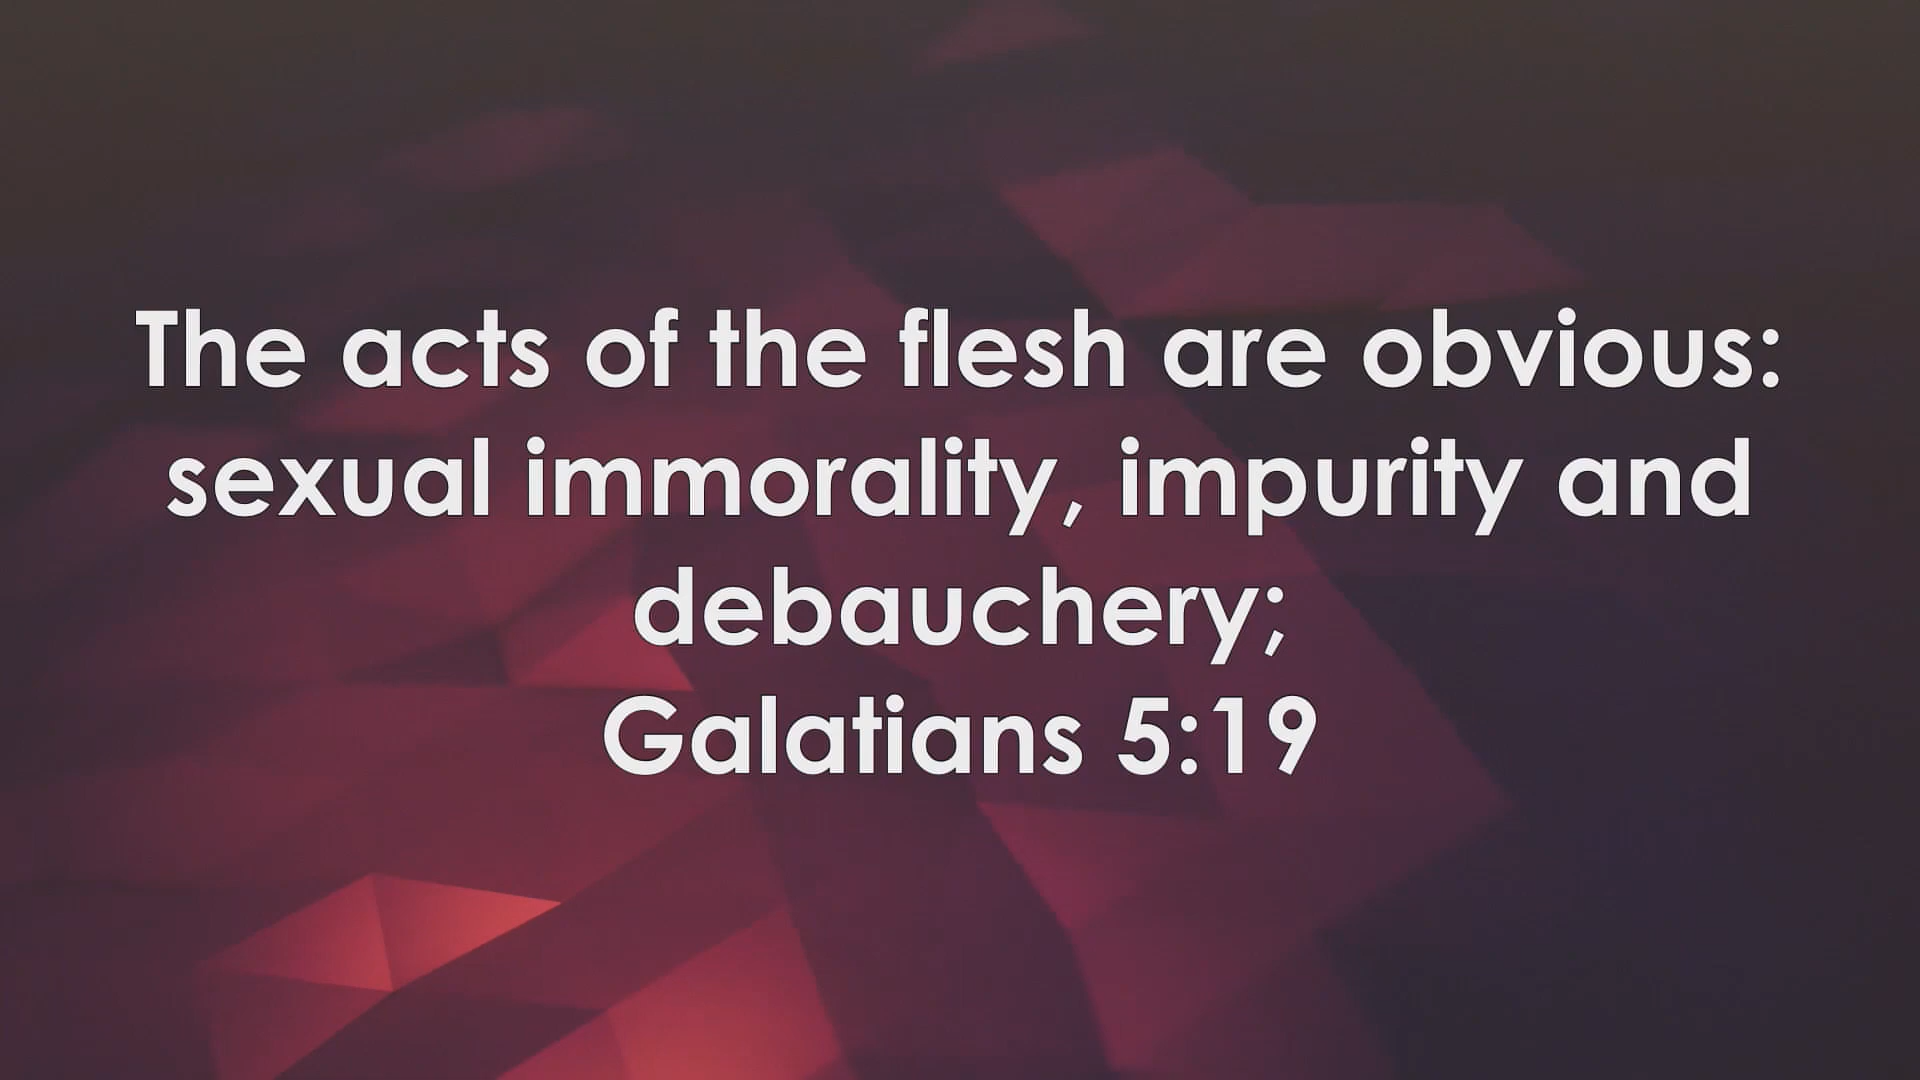 The acts of the flesh are obvious:
sexual immorality, impurity and
debauchery;
Galatians 5:19